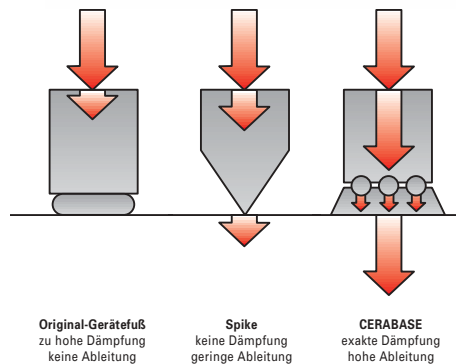 Original-Gerätefuß
zu hohe Dämpfung
keine Ableitung
Spike
keine Dämpfung
geringe Ableitung
CERABASE
exakte Dämpfung
hohe Ableitung